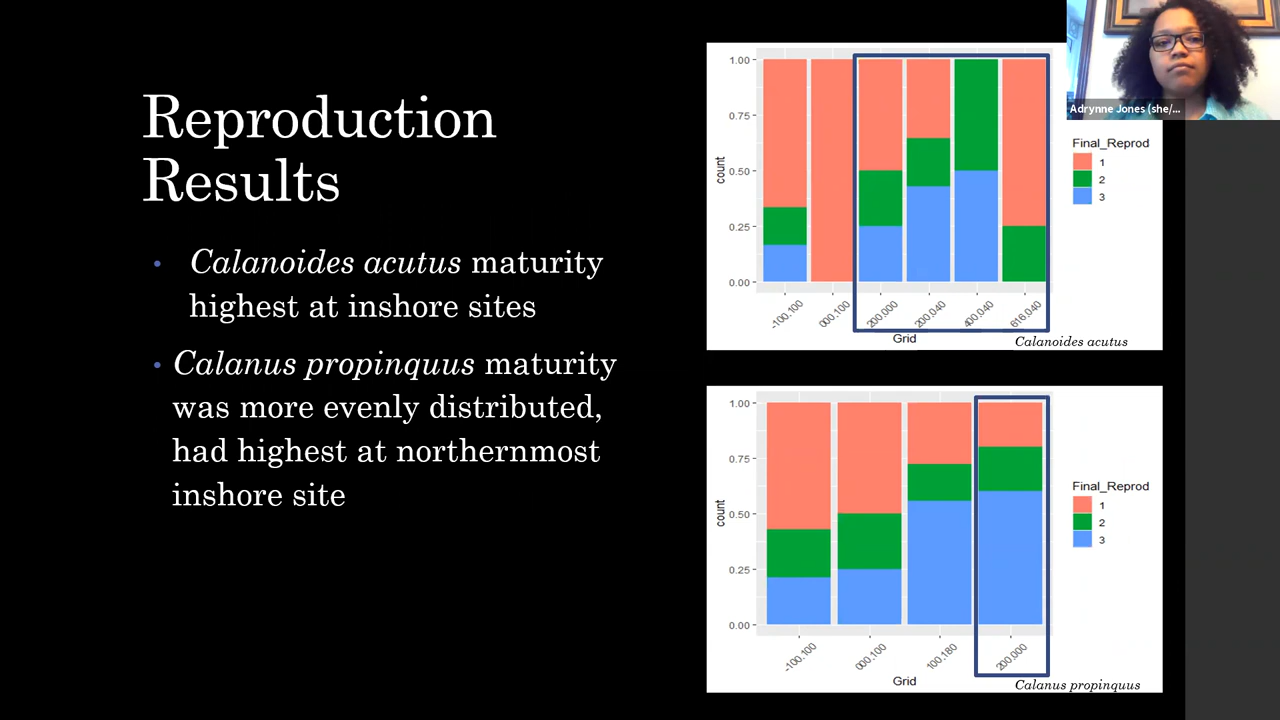 Reproduction
Results
• Calanoides acutus maturity
highest at inshore sites
• Calanus propinquus maturity
was more evenly distributed,
had highest at northernmost
inshore site
1.00
0.75
0.50
0.25
0.00
count
-100.100
000.100
200.000
200.040
400.040
616.040
Grid
Calanoides acutus
Final_Reprod
1
2
3
Adrynne Jones (she/...
1.00
0.75
0.50
0.25
0.00
count
-100.100
000.100
100.180
200.000
Grid
Calanus propinquus
Final_Reprod
1
2
3